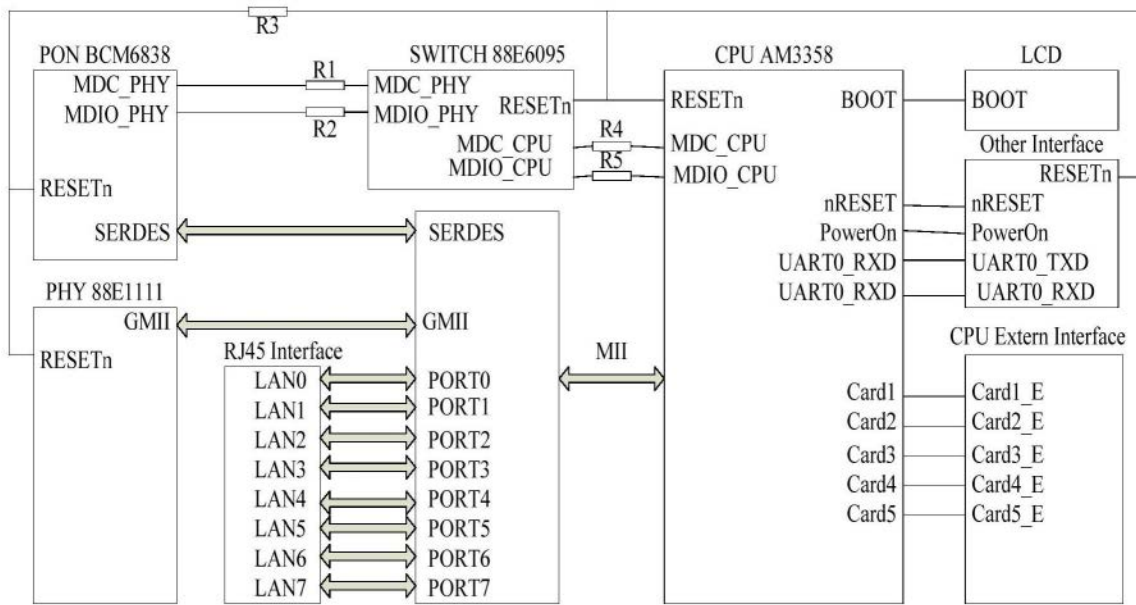 R3
PON BCM6838
MDC_PHY
MDIO_PHY
RESETn
SERDES
R1
R2
SWITCH 88E6095
MDC_PHY
MDIO_PHY
RESETn
MDC_CPU
MDIO_CPU
R4
R5
CPU AM3358
RESETn
MDC_CPU
MDIO_CPU
BOOT
nRESET
PowerOn
UART0_RXD
UART0_RXD
Card1
Card2
Card3
Card4
Card5
LCD
BOOT
Other Interface
RESETn
nRESET
PowerOn
UART0_TXD
UART0_RXD
CPU Extern Interface
Card1_E
Card2_E
Card3_E
Card4_E
Card5_E
PHY 88E1111
GMII
RESETn
RJ45 Interface
LAN0
LAN1
LAN2
LAN3
LAN4
LAN5
LAN6
LAN7
SERDES
GMII
PORT0
PORT1
PORT2
PORT3
PORT4
PORT5
PORT6
PORT7
MII